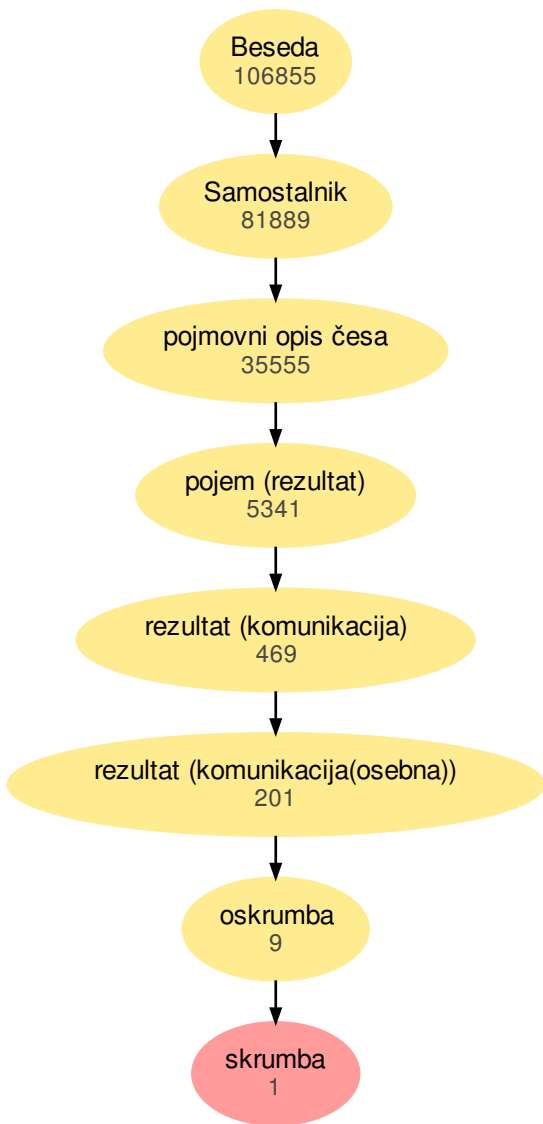 Beseda
106855
Samostalnik
81889
pojmovni opis česa
35555
pojem (rezultat)
5341
rezultat (komunikacija)
469
rezultat (komunikacija(osebna))
201
oskrumba
9
skrumba
1